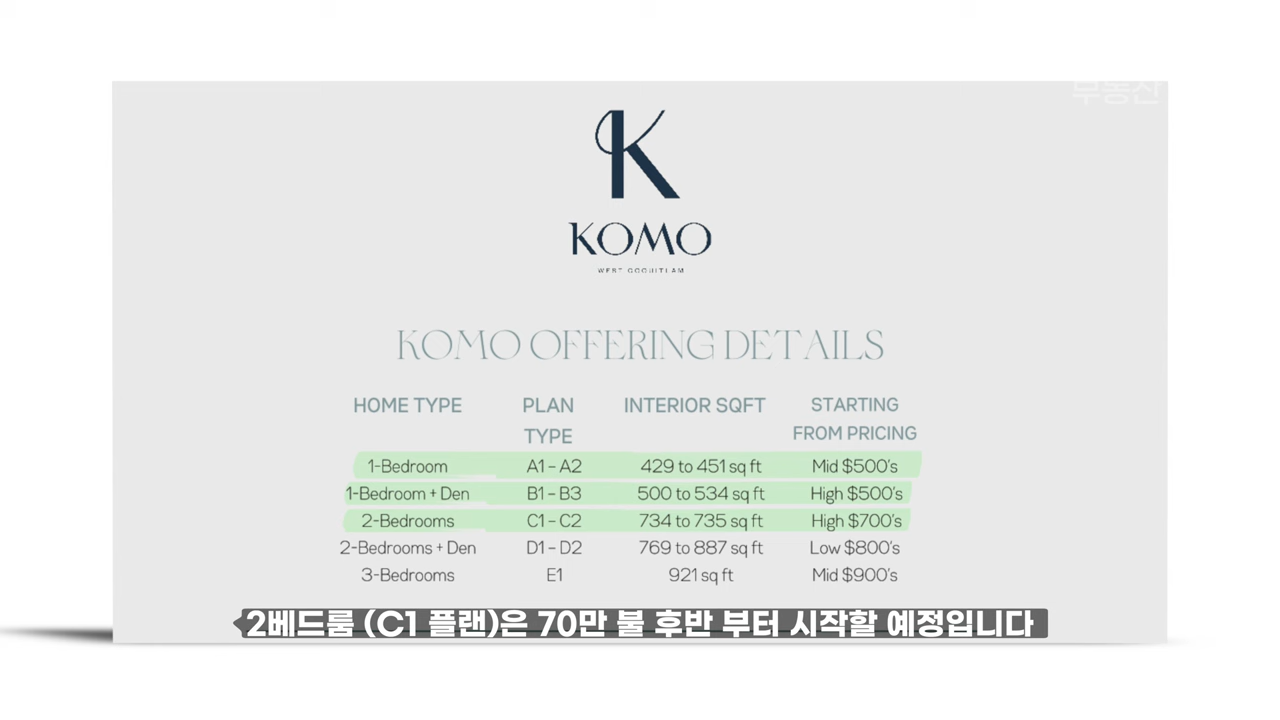 부동산
K
KOMO
WEST COQUITLAM
KOMO OFFERING DETAILS
HOME TYPE PLAN TYPE INTERIOR SQFT STARTING FROM PRICING
1-Bedroom A1 - A2 429 to 451 sq ft Mid $500's
1-Bedroom + Den B1 - B3 500 to 534 sq ft High $500's
2-Bedrooms C1 - C2 734 to 735 sq ft High $700's
2-Bedrooms + Den D1 - D2 769 to 887 sq ft Low $800's
3-Bedrooms E1 921 sq ft Mid $900's
2베드룸 (C1 플랜)은 70만 불 후반 부터 시작할 예정입니다